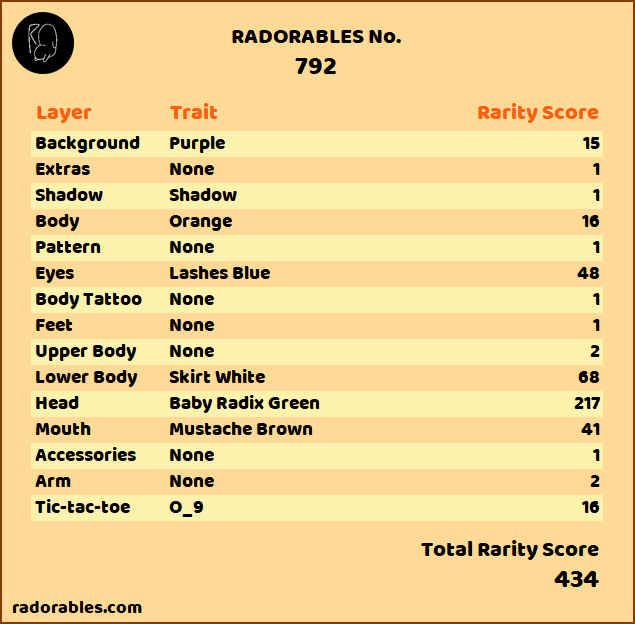 RADORABLES No.
792
Layer Trait Rarity Score
Background Purple 15
Extras None 1
Shadow Shadow 1
Body Orange 16
Pattern None 1
Eyes Lashes Blue 48
Body Tattoo None 1
Feet None 1
Upper Body None 2
Lower Body Skirt White 68
Head Baby Radix Green 217
Mouth Mustache Brown 41
Accessories None 1
Arm None 2
Tic-tac-toe O_9 16
Total Rarity Score
434
radorables.com